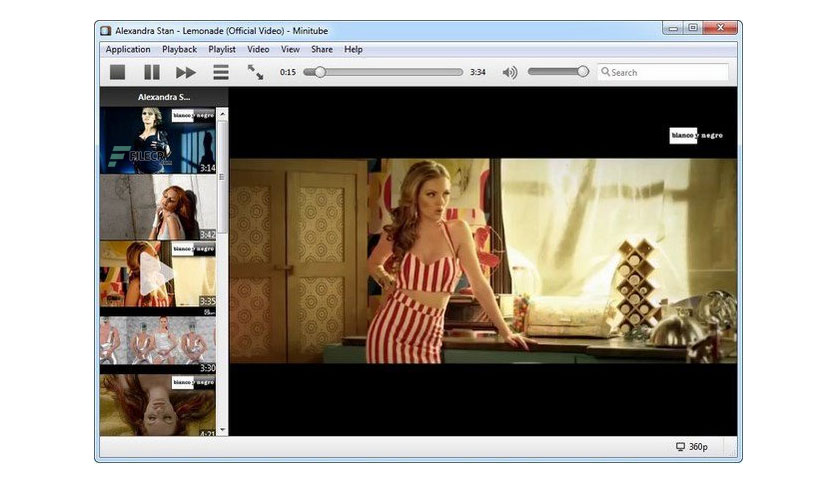 Alexandra Stan - Lemonade (Official Video) - Minitube
Application Playback Playlist Video View Share Help
0:15 3:34 Search
Alexandra S...
blanco y negro
FILECR
.com
3:14
3:42
blanco y negro
3:35
3:30
blanco y negro
4:21
blanco y negro
360p